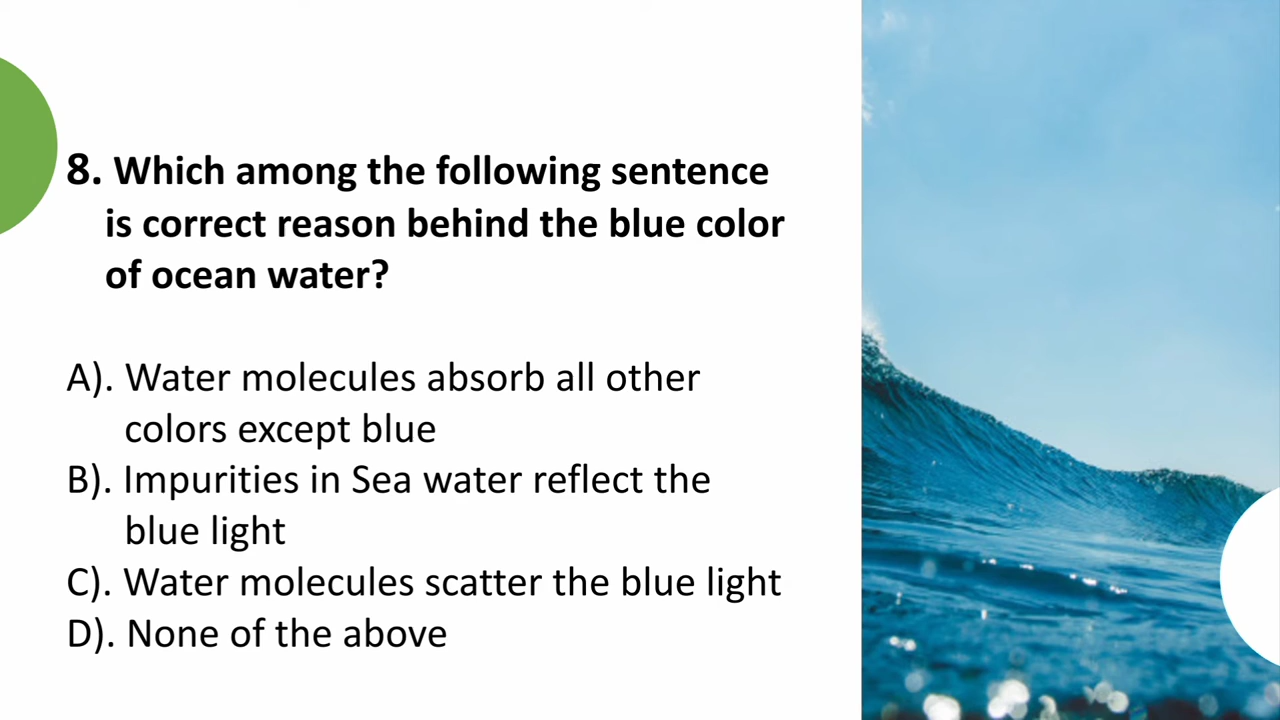 8. Which among the following sentence
is correct reason behind the blue color
of ocean water?
A). Water molecules absorb all other
colors except blue
B). Impurities in Sea water reflect the
blue light
C). Water molecules scatter the blue light
D). None of the above